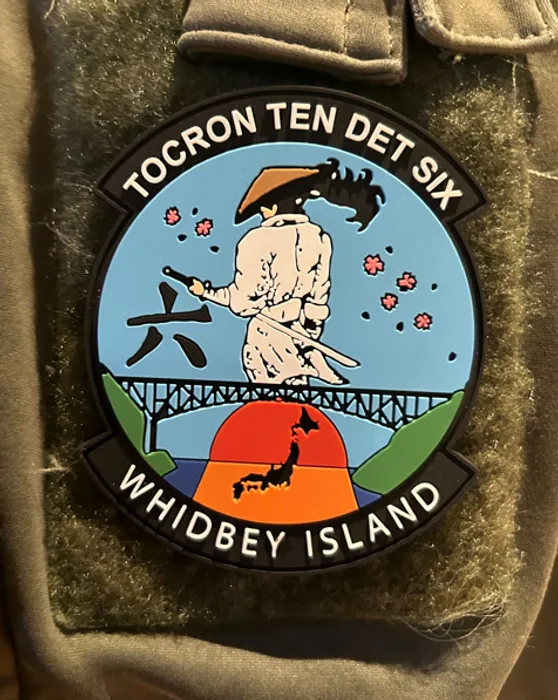 TOCRON TEN DET SIX
六
WHIDBEY ISLAND